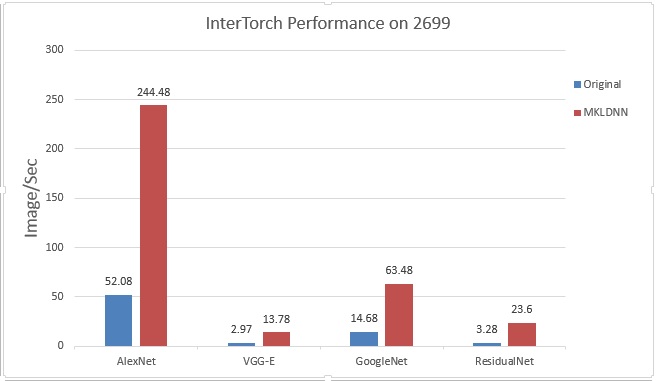 InterTorch Performance on 2699
Image/Sec
300
250
200
150
100
50
0
52.08
244.48
2.97
13.78
14.68
63.48
3.28
23.6
AlexNet
VGG-E
GoogleNet
ResidualNet
Original
MKLDNN